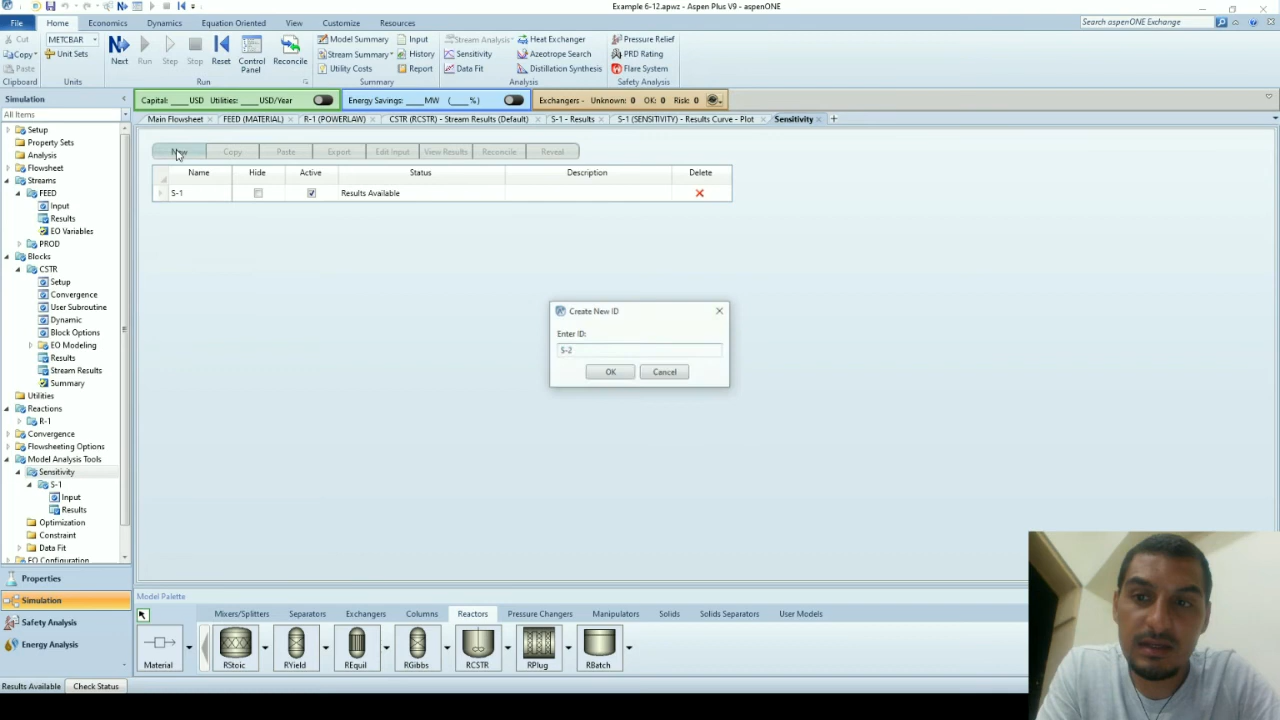 Example 6-12.apwz - Aspen Plus V9 - aspenONE
File Home Economics Dynamics Equation Oriented View Customize Resources Search aspenONE Exchange
Cut METCBAR Model Summary Input Stream Analysis Heat Exchanger Pressure Relief
Copy Unit Sets Stream Summary History Sensitivity Azeotrope Search PRD Rating
Paste Next Run Step Stop Reset Control Panel Reconcile Utility Costs Report Data Fit Distillation Synthesis Flare System
Clipboard Units Run Summary Analysis Safety Analysis
Simulation Capital: ____USD Utilities: ____USD/Year Energy Savings: ____MW (____%) Exchangers - Unknown: 0 OK: 0 Risk: 0
All Items Main Flowsheet FEED (MATERIAL) R-1 (POWERLAW) CSTR (RCSTR) - Stream Results (Default) S-1 - Results S-1 (SENSITIVITY) - Results Curve - Plot Sensitivity
Setup
Property Sets
Analysis
Flowsheet
Streams
FEED
Input
Results
EO Variables
PROD
Blocks
CSTR
Setup
Convergence
User Subroutine
Dynamic
Block Options
EO Modeling
Results
Stream Results
Summary
Utilities
Reactions
R-1
Convergence
Flowsheeting Options
Model Analysis Tools
Sensitivity
S-1
Input
Results
Optimization
Constraint
Data Fit
EO Configuration
Properties
Simulation
Safety Analysis
Energy Analysis
New Copy Paste Export Edit Input View Results Reconcile Reveal
Name Hide Active Status Description Delete
S-1 Results Available
Create New ID
Enter ID:
S-2
OK Cancel
Model Palette
Mixers/Splitters Separators Exchangers Columns Reactors Pressure Changers Manipulators Solids Solids Separators User Models
Material RStoic RYield REquil RGibbs RCSTR RPlug RBatch
Results Available Check Status